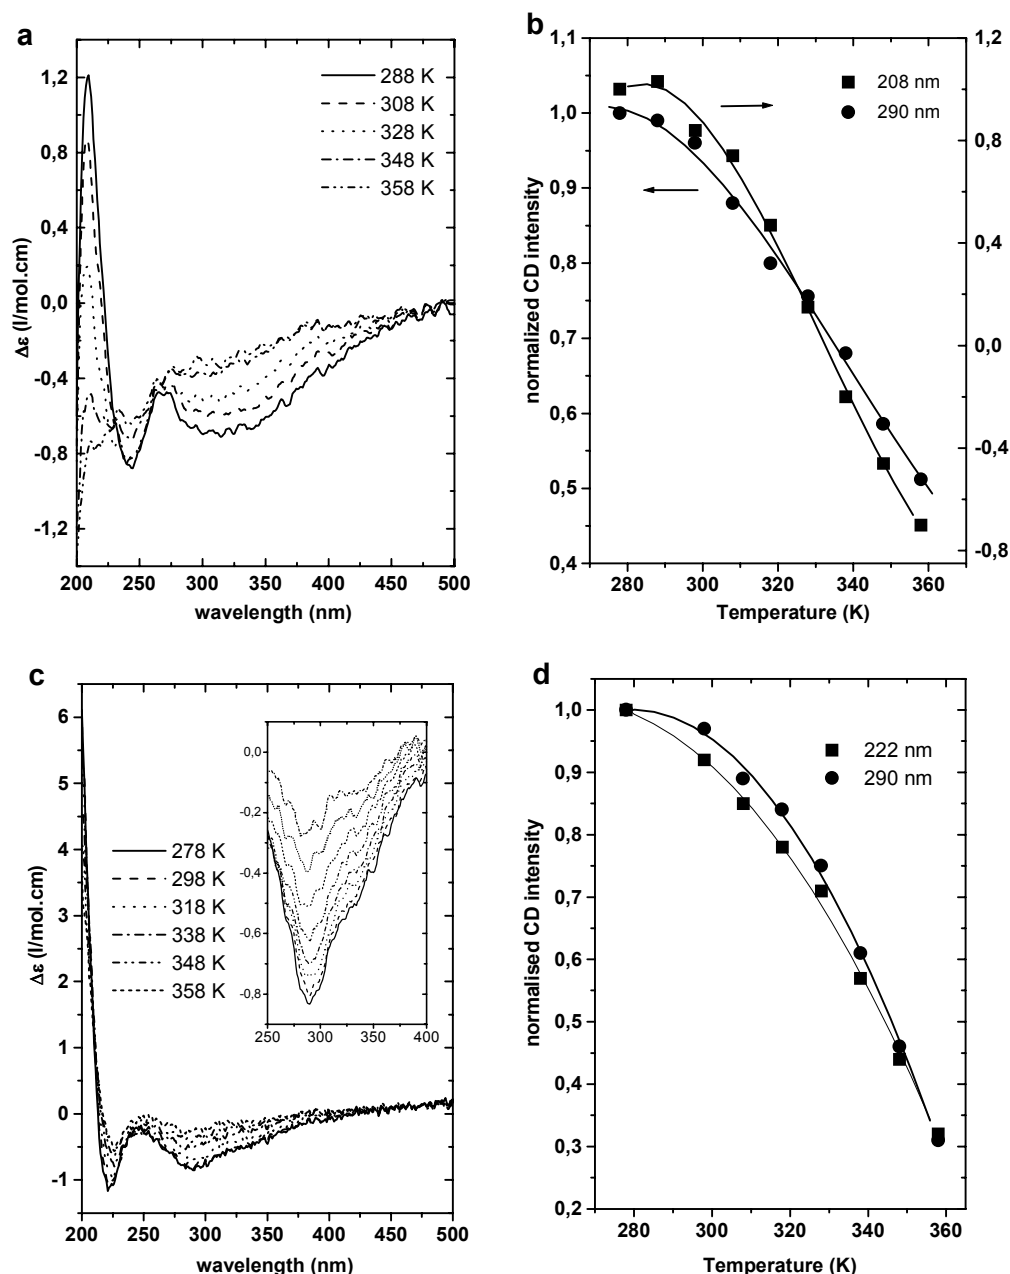 a
1,2
0,8
0,4
0,0
-0,4
-0,8
-1,2
Δε (l/mol.cm)
288 K
308 K
328 K
348 K
358 K
200 250 300 350 400 450 500
wavelength (nm)
b
1,1
1,0
0,9
0,8
0,7
0,6
0,5
0,4
normalized CD intensity
1,2
0,8
0,4
0,0
-0,4
-0,8
208 nm
290 nm
280 300 320 340 360
Temperature (K)
c
6
5
4
3
2
1
0
-1
Δε (l/mol.cm)
278 K
298 K
318 K
338 K
348 K
358 K
0,0
-0,2
-0,4
-0,6
-0,8
250 300 350 400
200 250 300 350 400 450 500
wavelength (nm)
d
1,0
0,9
0,8
0,7
0,6
0,5
0,4
0,3
0,2
normalised CD intensity
222 nm
290 nm
280 300 320 340 360
Temperature (K)